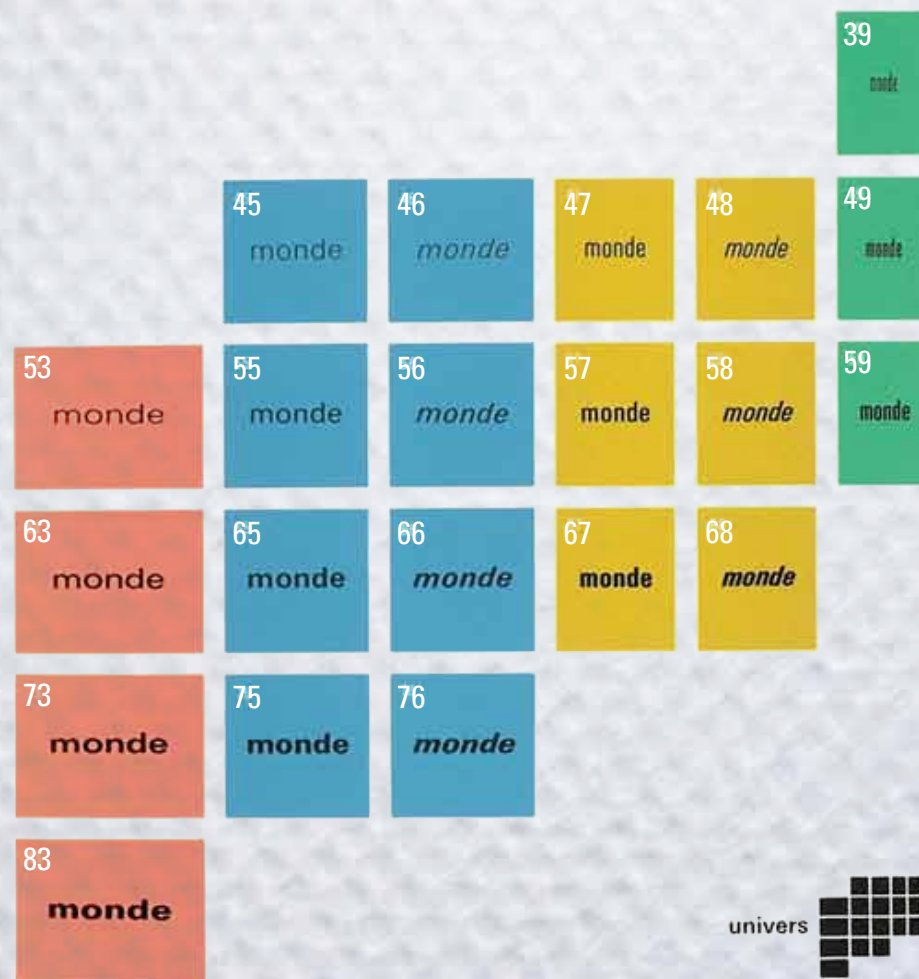 39
monde
45 46 47 48 49
monde monde monde monde monde
53 55 56 57 58 59
monde monde monde monde monde monde
63 65 66 67 68
monde monde monde monde monde
73 75 76
monde monde monde
83
monde
univers